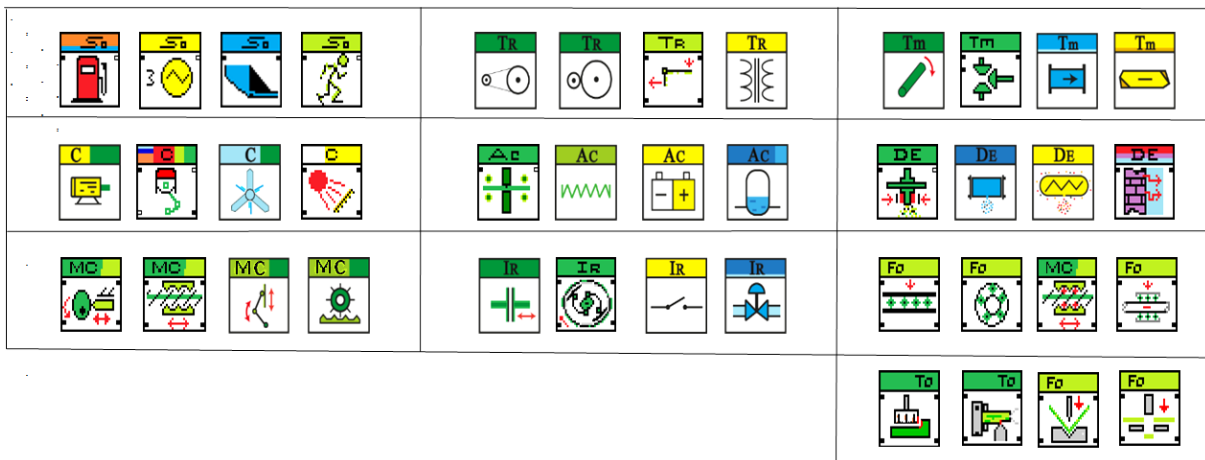 So So So So TR TR TR TR Tm Tm Tm Tm
3
C C C C AC AC AC AC DE DE DE DE
MC MC MC MC IR IR IR IR Fo Fo MC Fo
To To Fo Fo